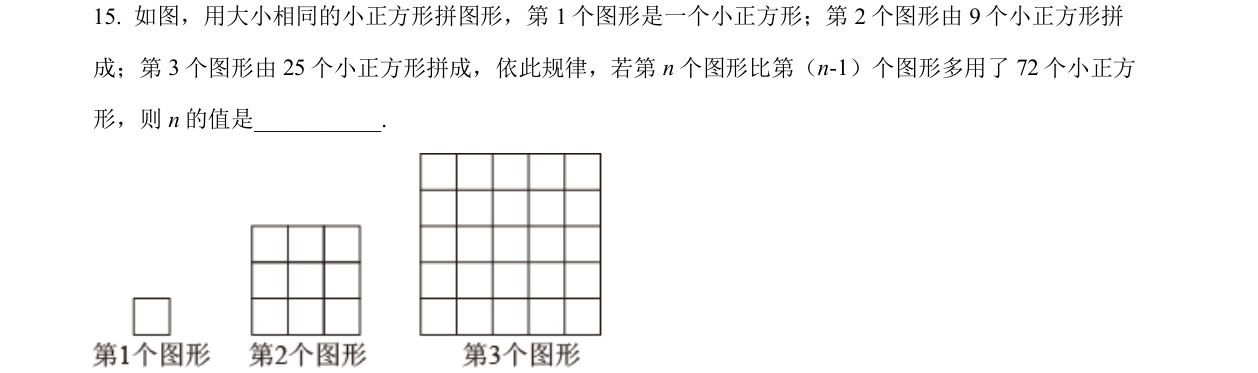 15. 如图，用大小相同的小正方形拼图形，第 1 个图形是一个小正方形；第 2 个图形由 9 个小正方形拼
成；第 3 个图形由 25 个小正方形拼成，依此规律，若第 n 个图形比第（n-1）个图形多用了 72 个小正方
形，则 n 的值是___________.
第1个图形 第2个图形 第3个图形